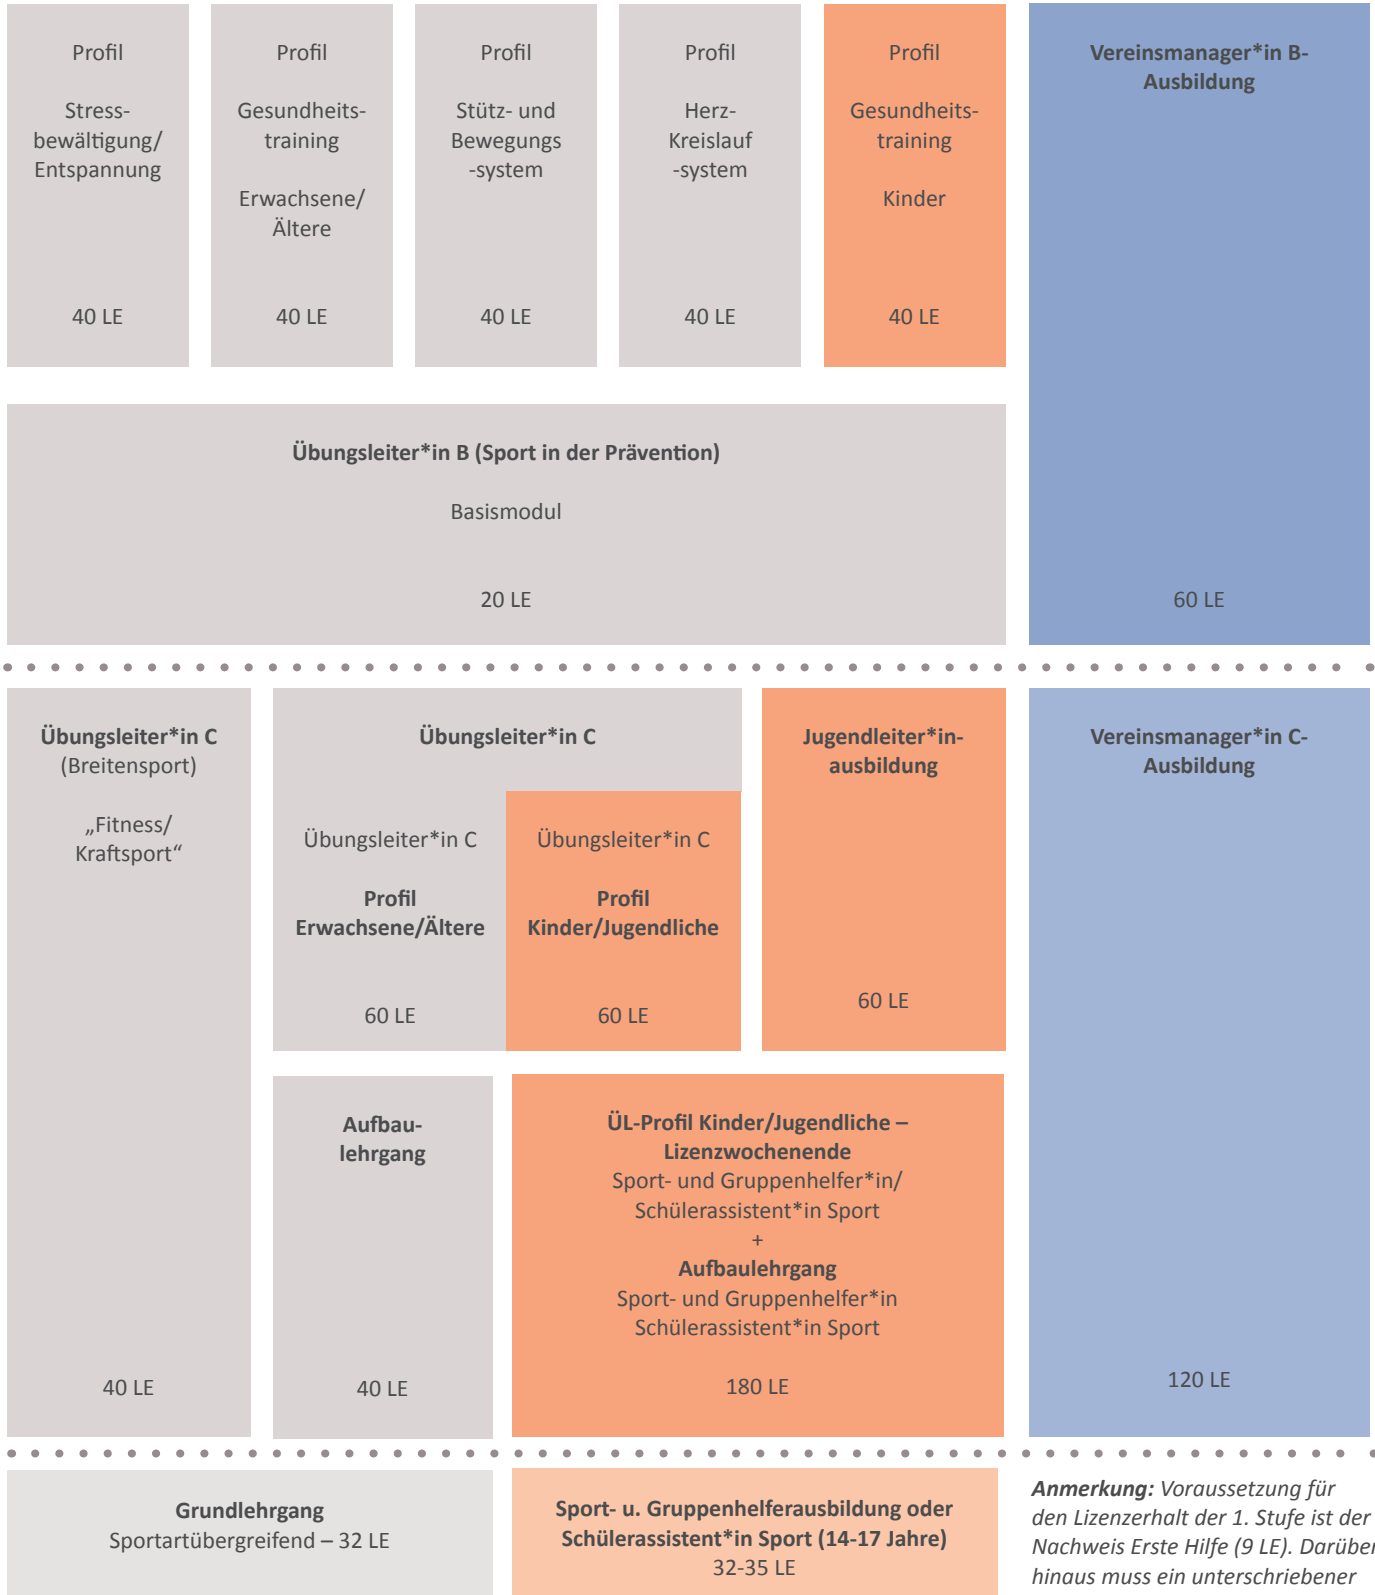 Profil
Stress-
bewältigung/
Entspannung
40 LE
Profil
Gesundheits-
training
Erwachsene/
Ältere
40 LE
Profil
Stütz- und
Bewegungs
-system
40 LE
Profil
Herz-
Kreislauf
-system
40 LE
Profil
Gesundheits-
training
Kinder
40 LE
Vereinsmanager*in B-
Ausbildung
60 LE
Übungsleiter*in B (Sport in der Prävention)
Basismodul
20 LE
Übungsleiter*in C
(Breitensport)
„Fitness/
Kraftsport“
40 LE
Übungsleiter*in C
Übungsleiter*in C
Profil
Erwachsene/Ältere
60 LE
Übungsleiter*in C
Profil
Kinder/Jugendliche
60 LE
Jugendleiter*in-
ausbildung
60 LE
Vereinsmanager*in C-
Ausbildung
120 LE
Aufbau-
lehrgang
40 LE
ÜL-Profil Kinder/Jugendliche –
Lizenzwochenende
Sport- und Gruppenhelfer*in/
Schülerassistent*in Sport
+
Aufbaulehrgang
Sport- und Gruppenhelfer*in
Schülerassistent*in Sport
180 LE
Grundlehrgang
Sportartübergreifend – 32 LE
Sport- u. Gruppenhelferausbildung oder
Schülerassistent*in Sport (14-17 Jahre)
32-35 LE
Anmerkung: Voraussetzung für
den Lizenzerhalt der 1. Stufe ist der
Nachweis Erste Hilfe (9 LE). Darüber
hinaus muss ein unterschriebener